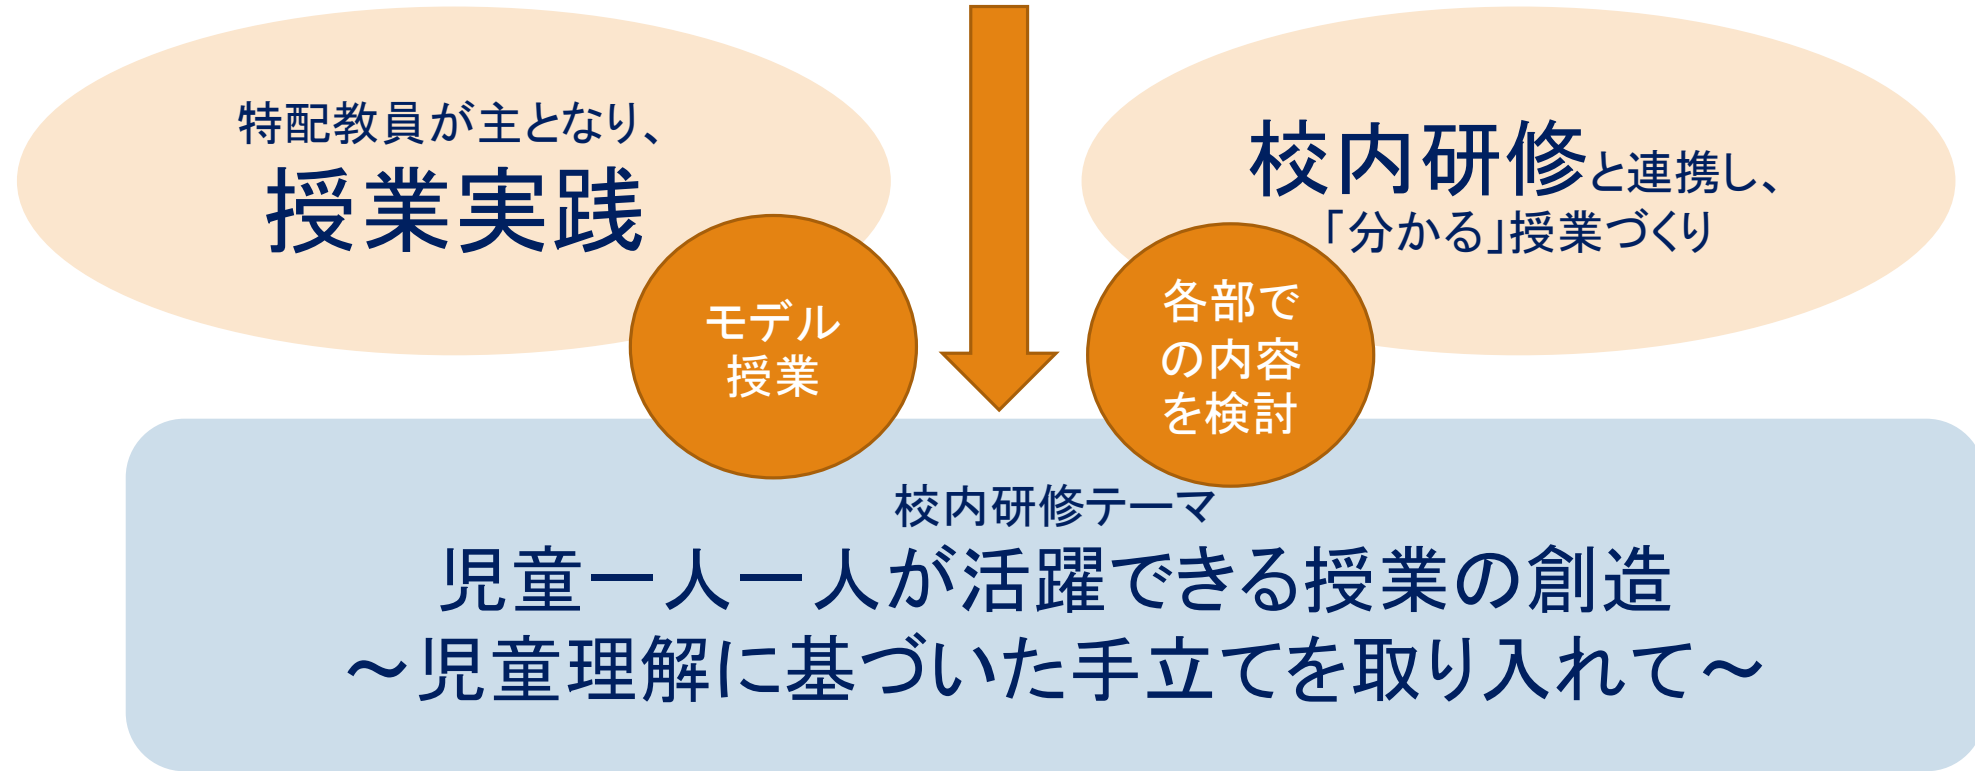 特配教員が主となり、
授業実践
校内研修と連携し、
「分かる」授業づくり
モデル
授業
各部で
の内容
を検討
校内研修テーマ
児童一人一人が活躍できる授業の創造
～児童理解に基づいた手立てを取り入れて～